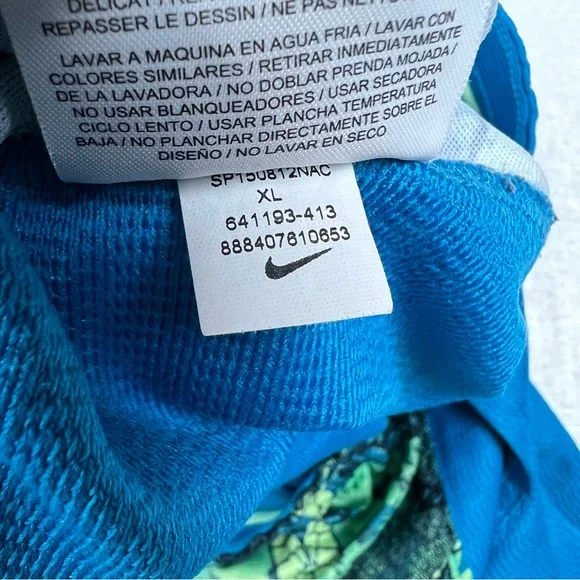 DELICAT /
REPASSER LE DESSIN / NE PAS NETTO
LAVAR A MAQUINA EN AGUA FRIA / LAVAR CON
COLORES SIMILARES / RETIRAR INMEDIATAMENTE
DE LA LAVADORA / NO DOBLAR PRENDA MOJADA /
NO USAR BLANQUEADORES / USAR SECADORA
CICLO LENTO / USAR PLANCHA TEMPERATURA
BAJA / NO PLANCHAR DIRECTAMENTE SOBRE EL
DISEÑO / NO LAVAR EN SECO
SP150812NAC
XL
641193-413
888407610653